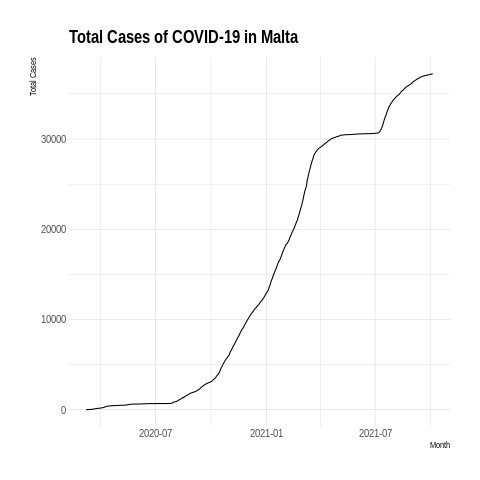 Total Cases of COVID-19 in Malta
Total Cases
30000
20000
10000
0
2020-07
2021-01
2021-07
Month